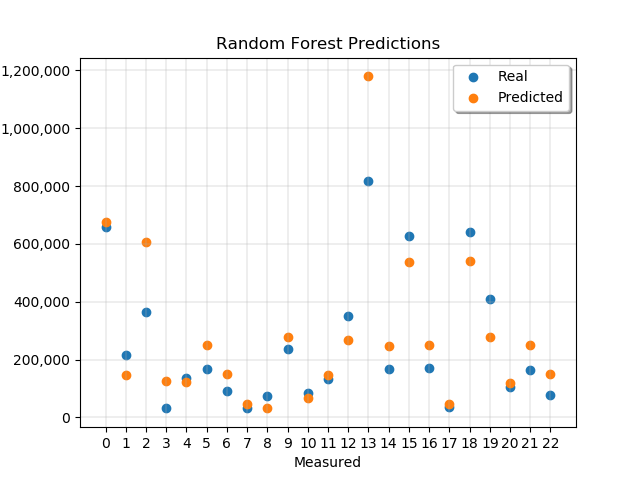 Random Forest Predictions
Real
Predicted
1,200,000
1,000,000
800,000
600,000
400,000
200,000
0
0 1 2 3 4 5 6 7 8 9 10 11 12 13 14 15 16 17 18 19 20 21 22
Measured